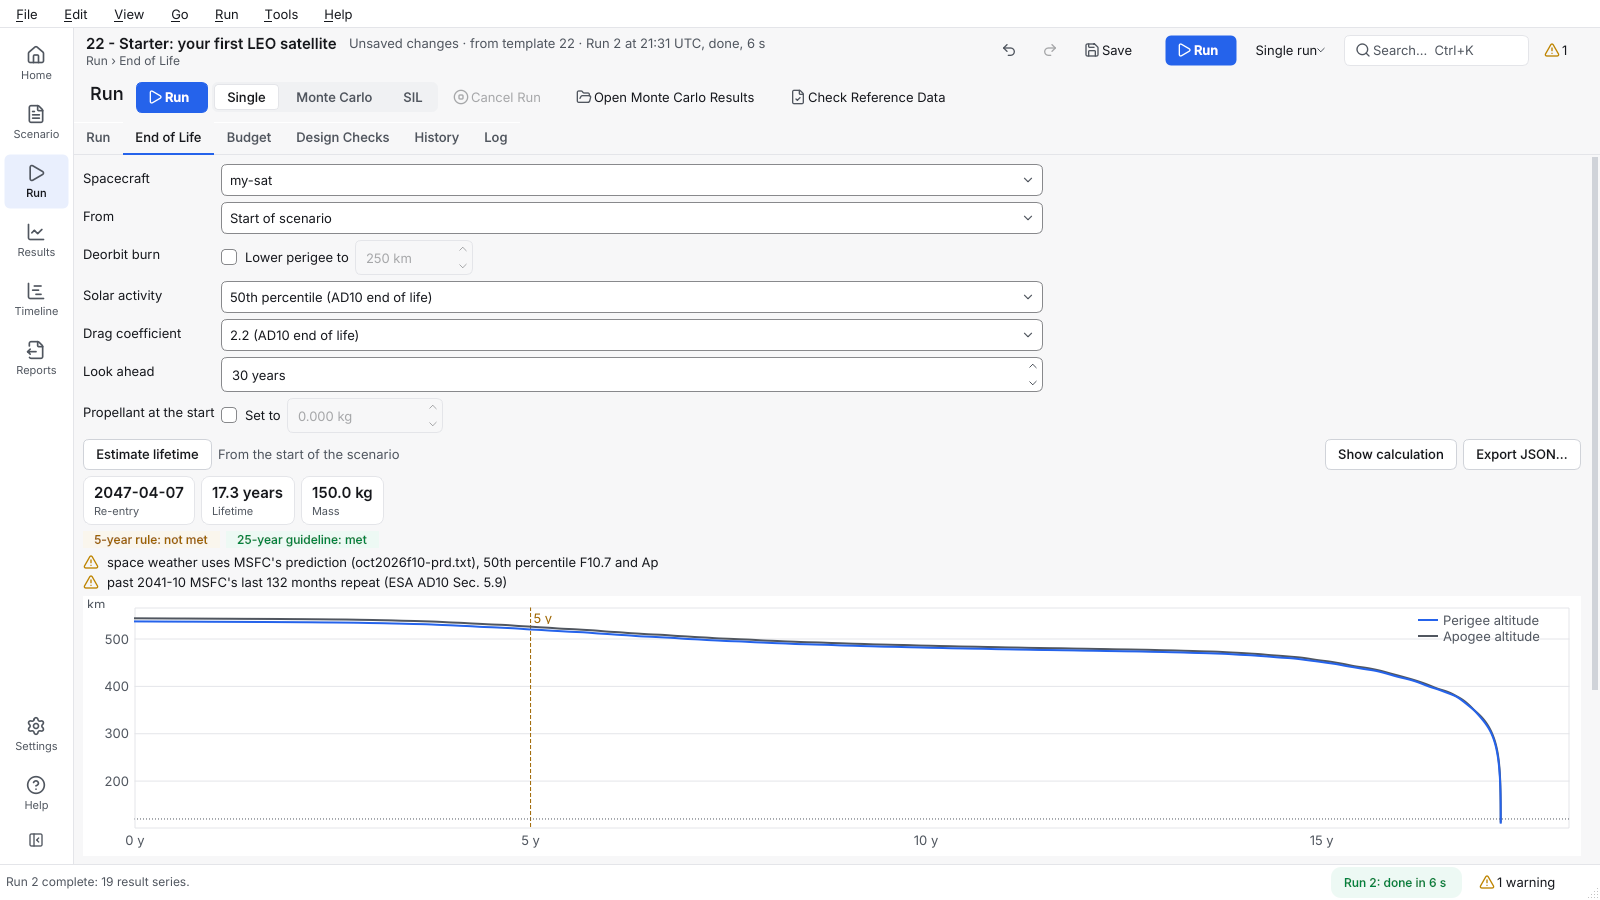 File Edit View Go Run Tools Help
22 - Starter: your first LEO satellite Unsaved changes · from template 22 · Run 2 at 21:31 UTC, done, 6 s
Run › End of Life
Save Run Single run Search... Ctrl+K 1
Home
Scenario
Run
Results
Timeline
Reports
Settings
Help
Run Run Single Monte Carlo SIL Cancel Run Open Monte Carlo Results Check Reference Data
Run End of Life Budget Design Checks History Log
Spacecraft my-sat
From Start of scenario
Deorbit burn Lower perigee to 250 km
Solar activity 50th percentile (AD10 end of life)
Drag coefficient 2.2 (AD10 end of life)
Look ahead 30 years
Propellant at the start Set to 0.000 kg
Estimate lifetime From the start of the scenario Show calculation Export JSON...
2047-04-07 17.3 years 150.0 kg
Re-entry Lifetime Mass
5-year rule: not met 25-year guideline: met
space weather uses MSFC's prediction (oct2026f10-prd.txt), 50th percentile F10.7 and Ap
past 2041-10 MSFC's last 132 months repeat (ESA AD10 Sec. 5.9)
km
5 y
Perigee altitude
Apogee altitude
500
400
300
200
0 y 5 y 10 y 15 y
Run 2 complete: 19 result series. Run 2: done in 6 s 1 warning